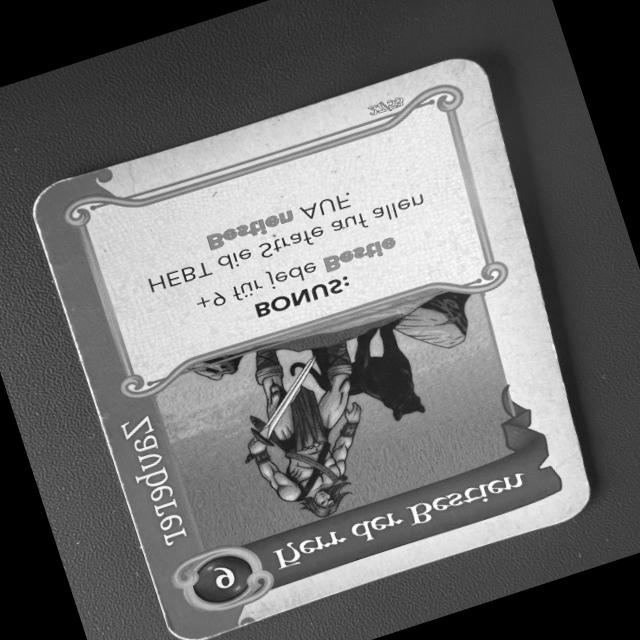 9
Herr der Bestien
Zauberer
BONUS:
+9 für jede Bestie
HEBT die Strafe auf allen
Bestien AUF.